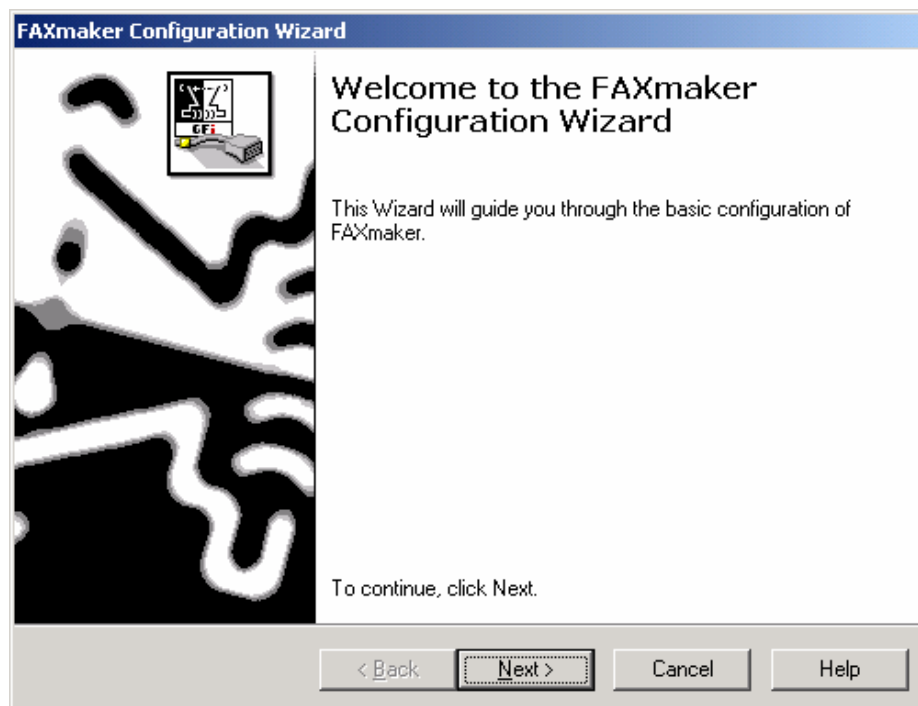 FAXmaker Configuration Wizard
GFi
Welcome to the FAXmaker
Configuration Wizard
This Wizard will guide you through the basic configuration of
FAXmaker.
To continue, click Next.
< Back
Next >
Cancel
Help